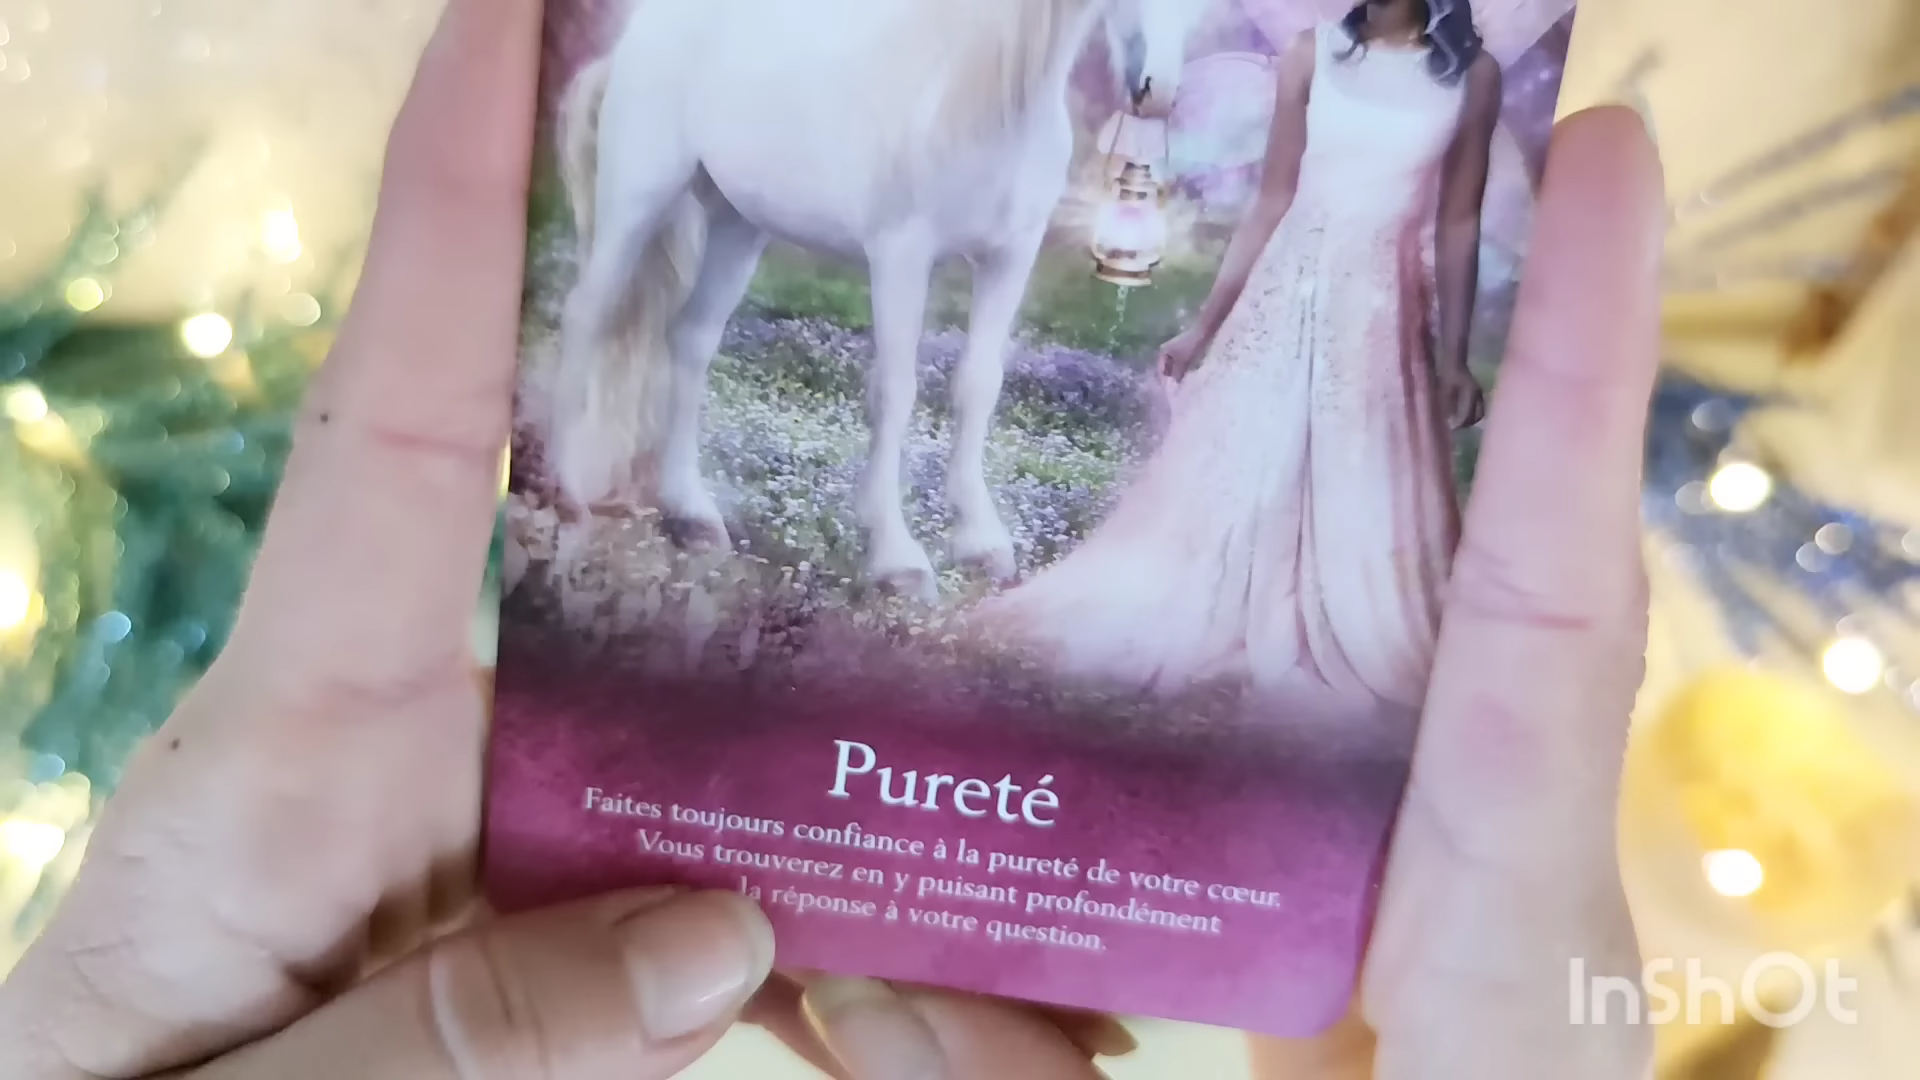 Pureté
Faites toujours confiance à la pureté de votre cœur.
Vous trouverez en y puisant profondément
la réponse à votre question.
InShOt